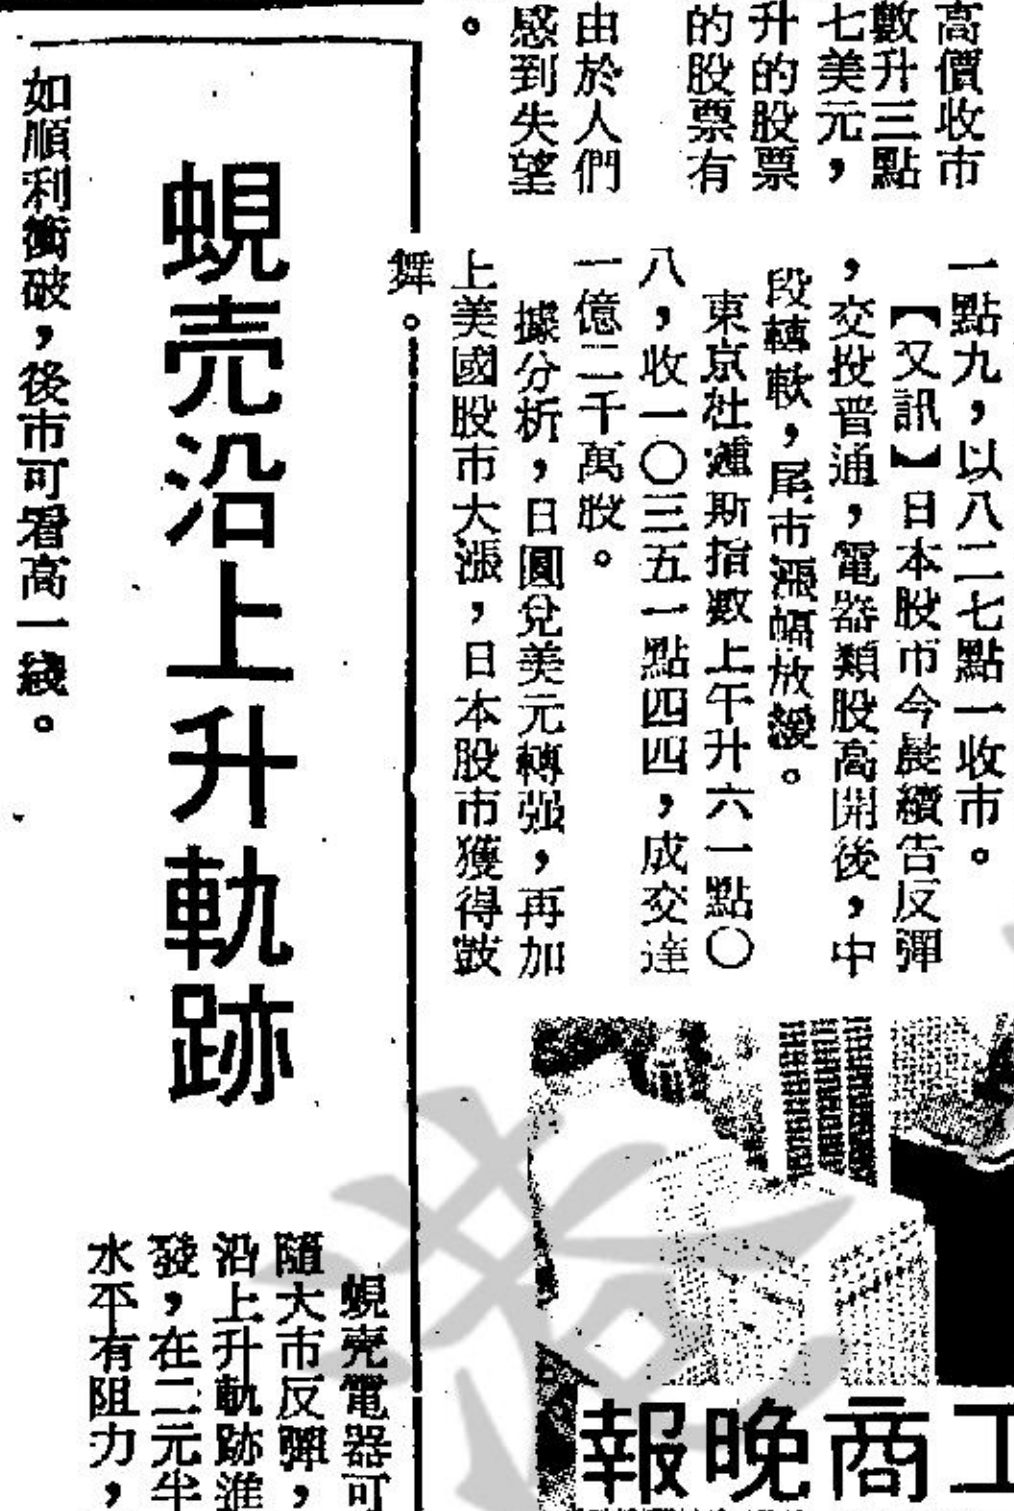 高價收市
數升三點
七美元，
升的股票
的股票有
由於人們
感到失望
。
一點九，以八二七點一收市。
【又訊】日本股市今晨續告反彈
，交投普通，電器類股高開後，中
段轉軟，尾市漲幅放緩。
東京杜瓊斯指數上午升六一點〇
八，收一〇三五一點四四，成交達
一億二千萬股。
據分析，日圓兌美元轉強，再加
上美國股市大漲，日本股市獲得鼓
舞。
蜆壳沿上升軌跡
蜆壳電器可
隨大市反彈，
沿上升軌跡進
發，在二元半
水平有阻力，
如順利衝破，後市可看高一綫。
報晚商工